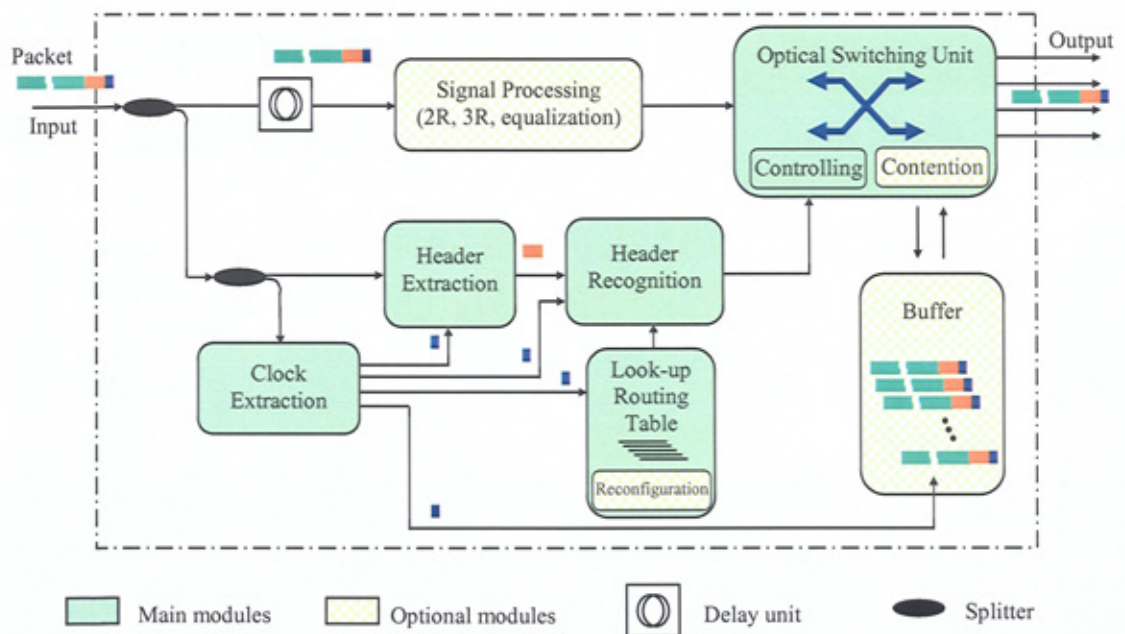 Packet
Input
Signal Processing
(2R, 3R, equalization)
Optical Switching Unit
Controlling
Contention
Output
Header
Extraction
Header
Recognition
Clock
Extraction
Look-up
Routing
Table
Reconfiguration
Buffer
Main modules
Optional modules
Delay unit
Splitter